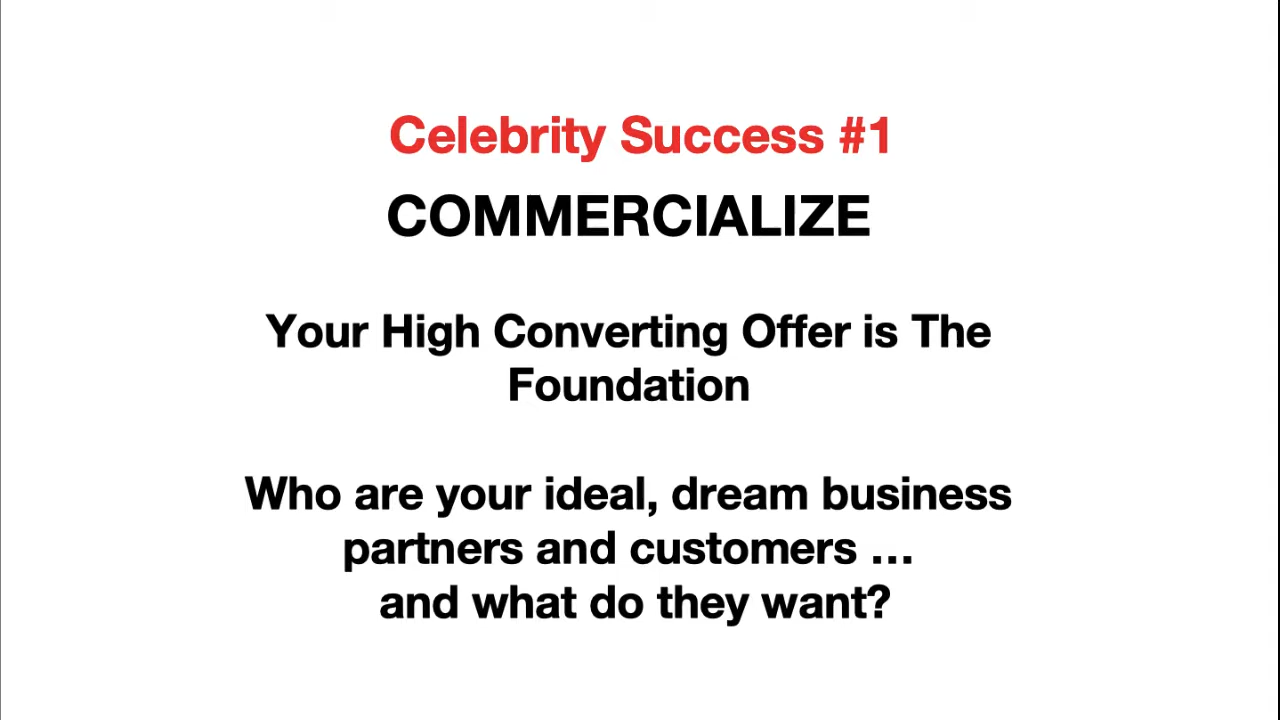 Celebrity Success #1
COMMERCIALIZE
Your High Converting Offer is The
Foundation
Who are your ideal, dream business
partners and customers ...
and what do they want?